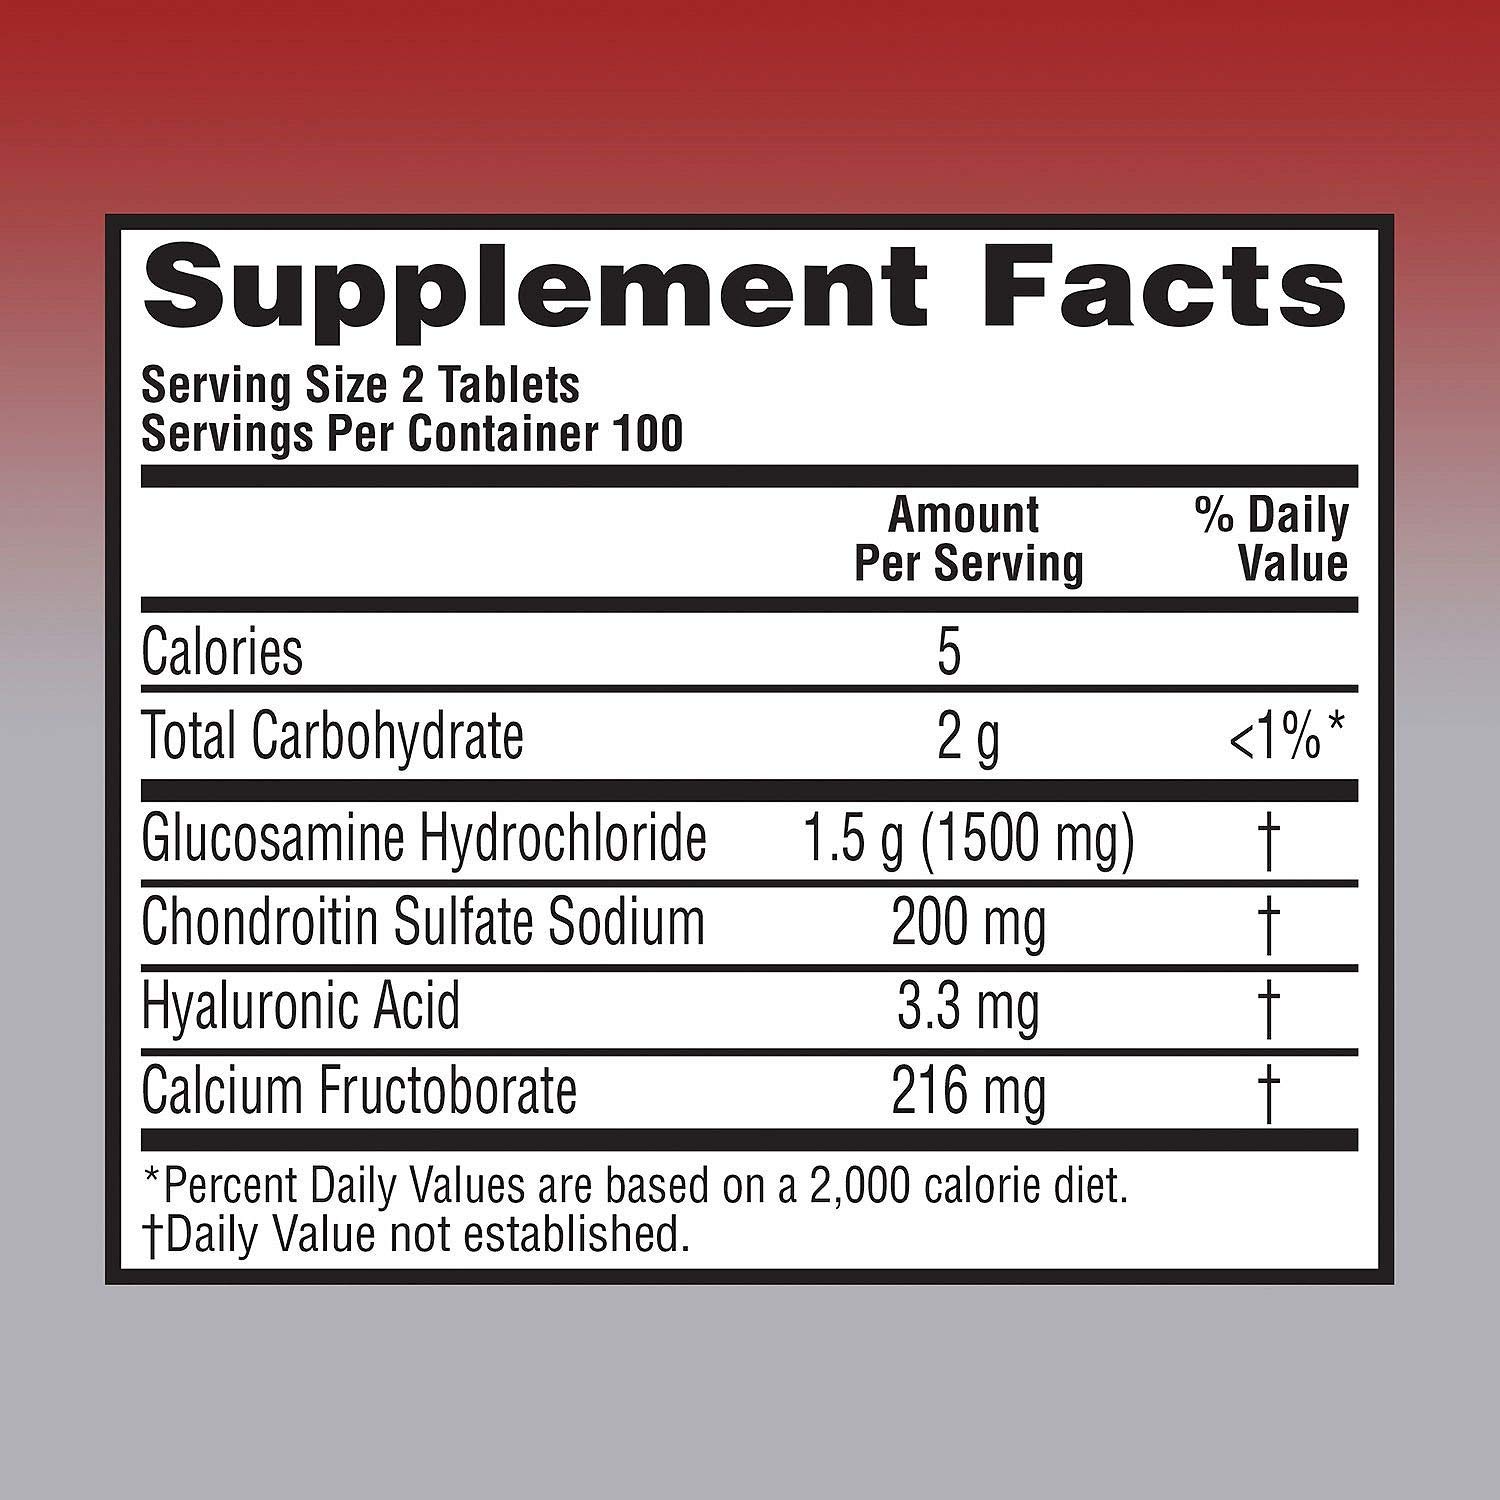 Supplement Facts
Serving Size 2 Tablets
Servings Per Container 100
Amount Per Serving % Daily Value
Calories 5
Total Carbohydrate 2 g <1%*
Glucosamine Hydrochloride 1.5 g (1500 mg) †
Chondroitin Sulfate Sodium 200 mg †
Hyaluronic Acid 3.3 mg †
Calcium Fructoborate 216 mg †
*Percent Daily Values are based on a 2,000 calorie diet.
†Daily Value not established.